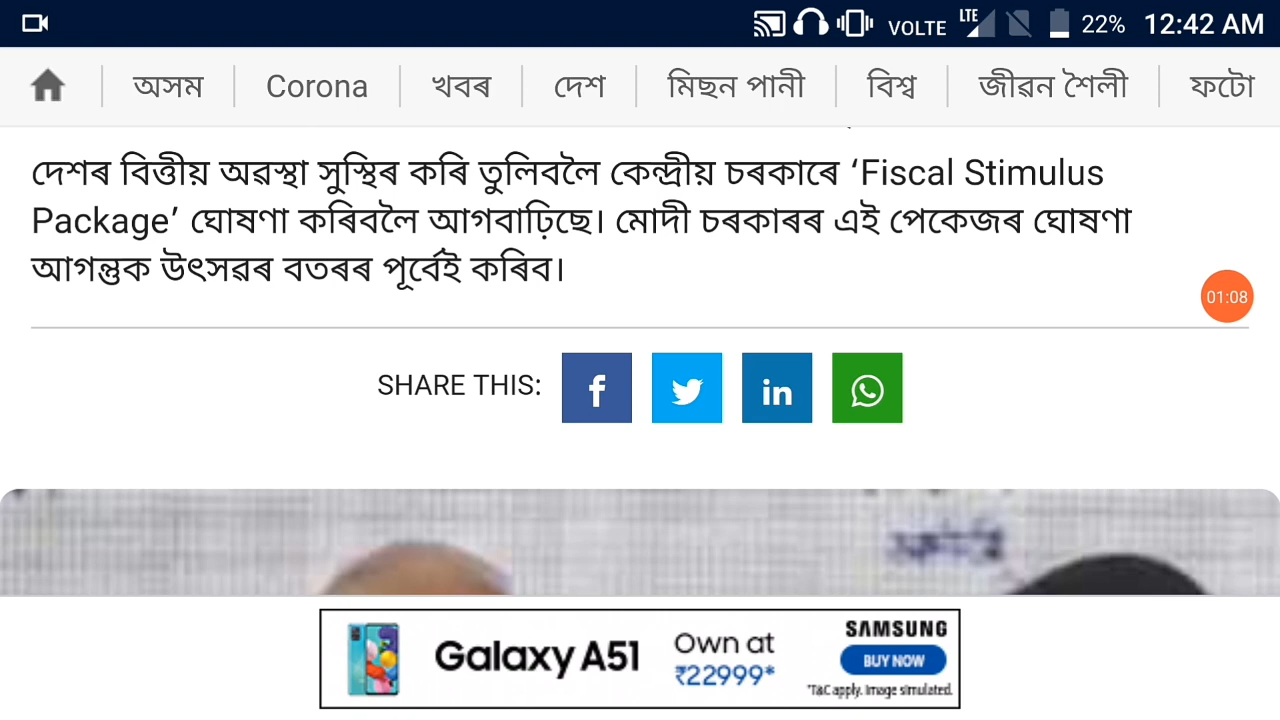 VOLTE LTE 22% 12:42 AM
অসম Corona খবৰ দেশ মিছন পানী বিশ্ব জীৱন শৈলী ফটো
দেশৰ বিত্তীয় অৱস্থা সুস্থিৰ কৰি তুলিবলৈ কেন্দ্ৰীয় চৰকাৰে ‘Fiscal Stimulus
Package’ ঘোষণা কৰিবলৈ আগবাঢ়িছে। মোদী চৰকাৰৰ এই পেকেজৰ ঘোষণা
আগন্তুক উৎসৱৰ বতৰৰ পূৰ্বেই কৰিব।
01:08
SHARE THIS:
Galaxy A51
Own at
₹22999*
SAMSUNG
BUY NOW
*T&C apply. Image simulated.